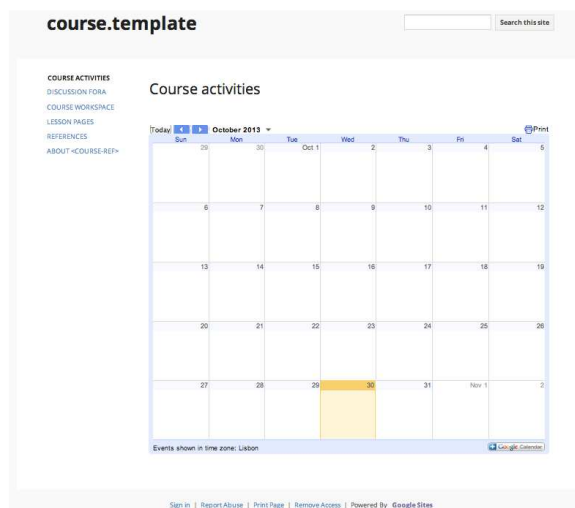 course.template
Search this site
COURSE ACTIVITIES
DISCUSSION FORA
COURSE WORKSPACE
LESSON PAGES
REFERENCES
ABOUT <COURSE-REF>
Course activities
Today October 2013 Print
Sun Mon Tue Wed Thu Fri Sat
29 30 Oct 1 2 3 4 5
6 7 8 9 10 11 12
13 14 15 16 17 18 19
20 21 22 23 24 25 26
27 28 29 30 31 Nov 1 2
Events shown in time zone: Lisbon
Google Calendar
Sign in | Report Abuse | Print Page | Remove Access | Powered By Google Sites